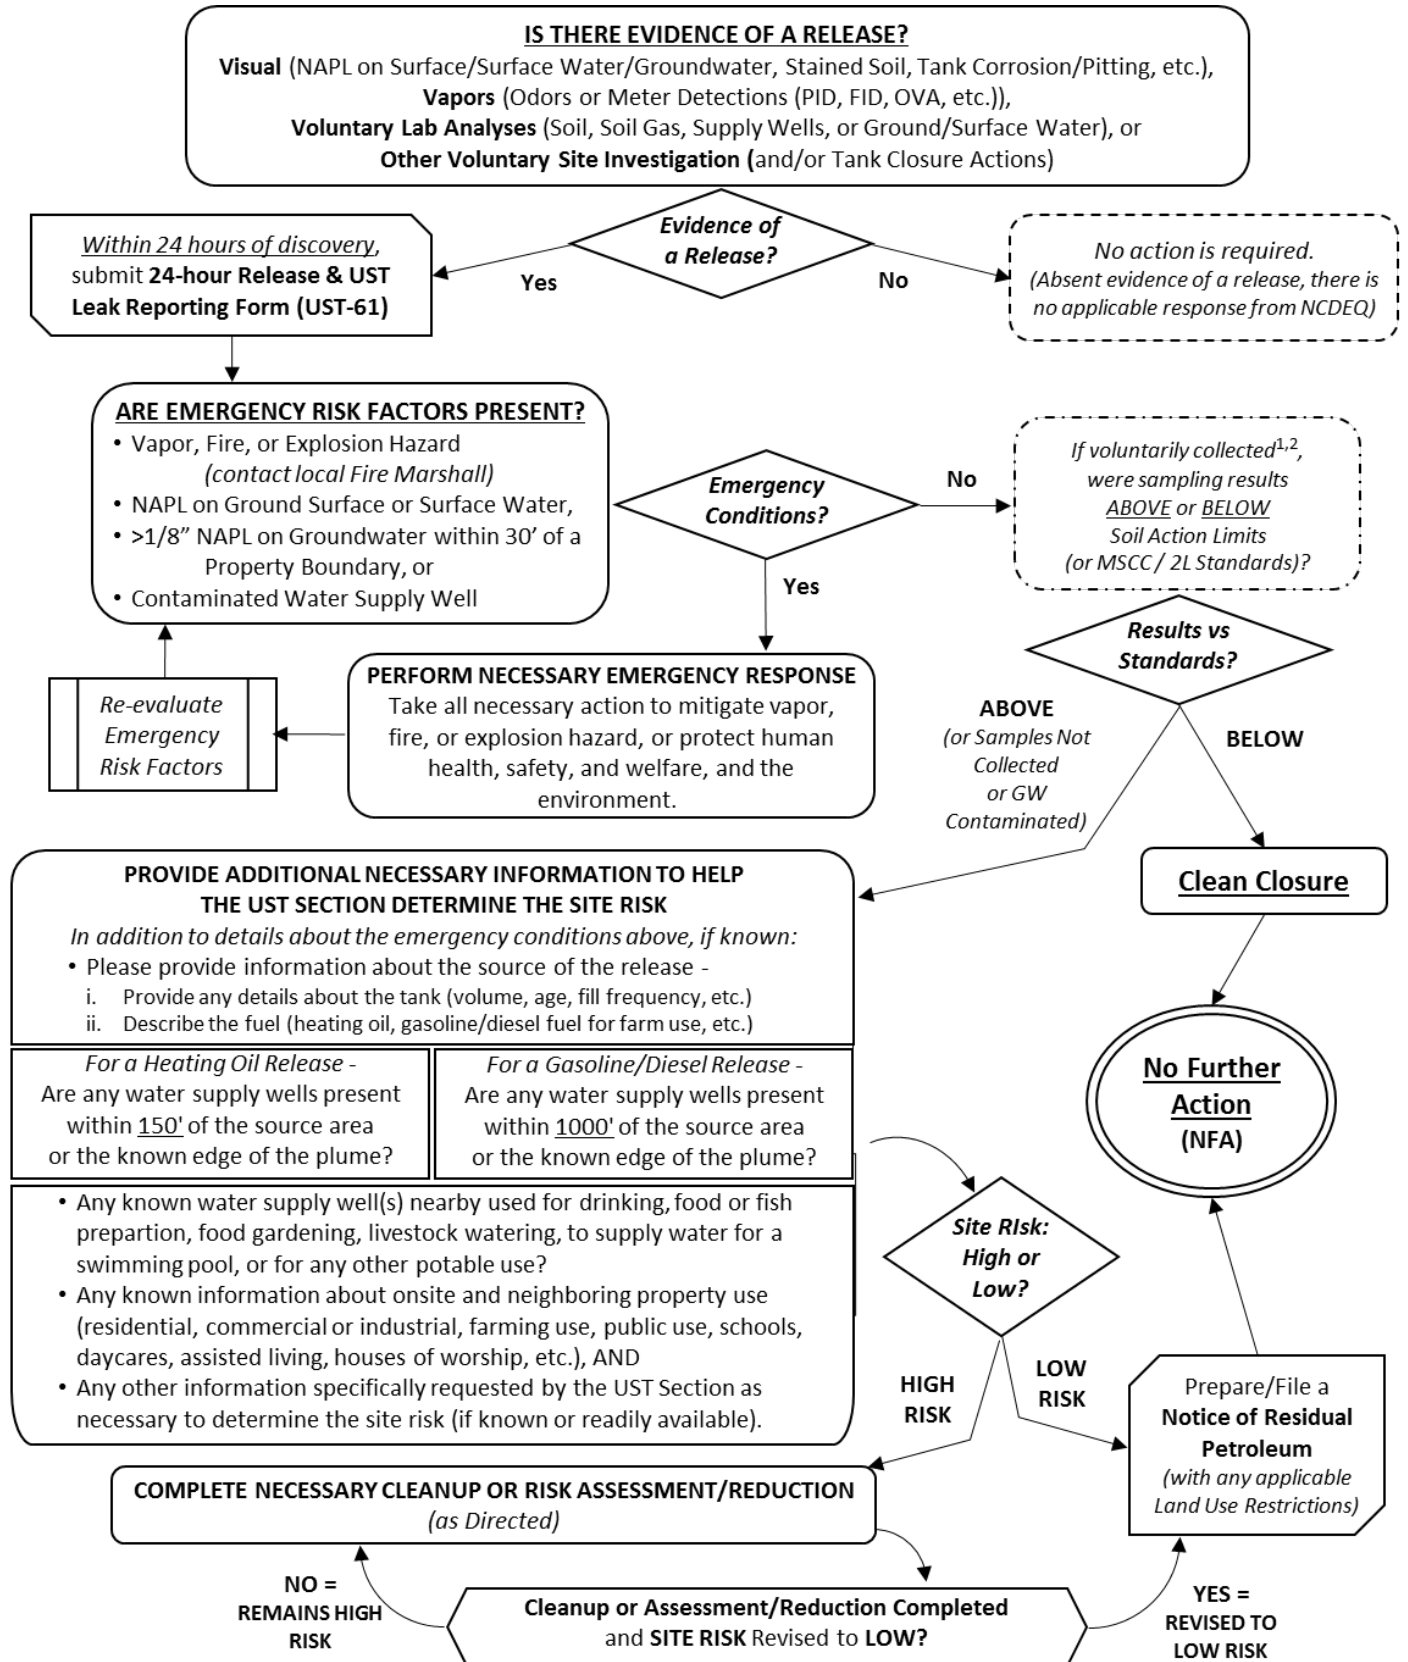 IS THERE EVIDENCE OF A RELEASE?
Visual (NAPL on Surface/Surface Water/Groundwater, Stained Soil, Tank Corrosion/Pitting, etc.),
Vapors (Odors or Meter Detections (PID, FID, OVA, etc.)),
Voluntary Lab Analyses (Soil, Soil Gas, Supply Wells, or Ground/Surface Water), or
Other Voluntary Site Investigation (and/or Tank Closure Actions)
Evidence of
a Release?
Yes
No
Within 24 hours of discovery,
submit 24-hour Release & UST
Leak Reporting Form (UST-61)
No action is required.
(Absent evidence of a release, there is
no applicable response from NCDEQ)
ARE EMERGENCY RISK FACTORS PRESENT?
• Vapor, Fire, or Explosion Hazard
(contact local Fire Marshall)
• NAPL on Ground Surface or Surface Water,
• >1/8” NAPL on Groundwater within 30’ of a
Property Boundary, or
• Contaminated Water Supply Well
Emergency
Conditions?
No
Yes
If voluntarily collected1,2,
were sampling results
ABOVE or BELOW
Soil Action Limits
(or MSCC / 2L Standards)?
Results vs
Standards?
PERFORM NECESSARY EMERGENCY RESPONSE
Take all necessary action to mitigate vapor,
fire, or explosion hazard, or protect human
health, safety, and welfare, and the
environment.
Re-evaluate
Emergency
Risk Factors
ABOVE
(or Samples Not
Collected
or GW
Contaminated)
BELOW
Clean Closure
No Further
Action
(NFA)
PROVIDE ADDITIONAL NECESSARY INFORMATION TO HELP
THE UST SECTION DETERMINE THE SITE RISK
In addition to details about the emergency conditions above, if known:
• Please provide information about the source of the release -
i. Provide any details about the tank (volume, age, fill frequency, etc.)
ii. Describe the fuel (heating oil, gasoline/diesel fuel for farm use, etc.)
For a Heating Oil Release -
Are any water supply wells present
within 150' of the source area
or the known edge of the plume?
For a Gasoline/Diesel Release -
Are any water supply wells present
within 1000' of the source area
or the known edge of the plume?
• Any known water supply well(s) nearby used for drinking, food or fish
prepartion, food gardening, livestock watering, to supply water for a
swimming pool, or for any other potable use?
• Any known information about onsite and neighboring property use
(residential, commercial or industrial, farming use, public use, schools,
daycares, assisted living, houses of worship, etc.), AND
• Any other information specifically requested by the UST Section as
necessary to determine the site risk (if known or readily available).
Site RIsk:
High or
Low?
HIGH
RISK
LOW
RISK
Prepare/File a
Notice of Residual
Petroleum
(with any applicable
Land Use Restrictions)
COMPLETE NECESSARY CLEANUP OR RISK ASSESSMENT/REDUCTION
(as Directed)
NO =
REMAINS HIGH
RISK
Cleanup or Assessment/Reduction Completed
and SITE RISK Revised to LOW?
YES =
REVISED TO
LOW RISK